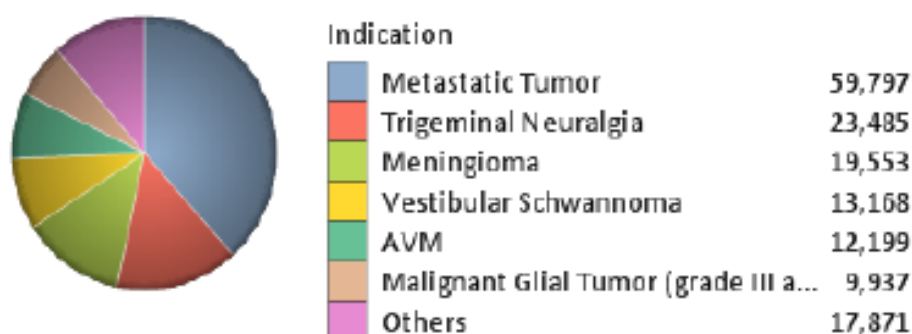 Indication
Metastatic Tumor 59,797
Trigeminal Neuralgia 23,485
Meningioma 19,553
Vestibular Schwannoma 13,168
AVM 12,199
Malignant Glial Tumor (grade III a... 9,937
Others 17,871